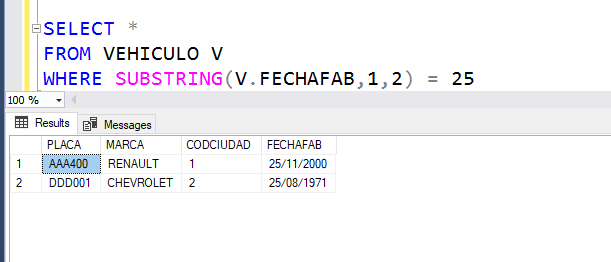 SELECT *
FROM VEHICULO V
WHERE SUBSTRING(V.FECHAFAB,1,2) = 25
100 %
Results Messages
PLACA MARCA CODCIUDAD FECHAFAB
1 AAA400 RENAULT 1 25/11/2000
2 DDD001 CHEVROLET 2 25/08/1971